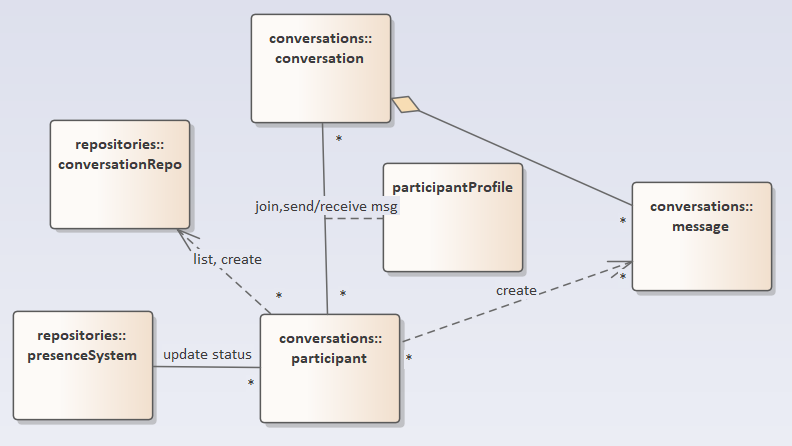 conversations::
conversation
*
repositories::
conversationRepo
participantProfile
conversations::
message
join,send/receive msg
*
list, create
*
*
create
*
repositories::
presenceSystem
update status
*
conversations::
participant
*